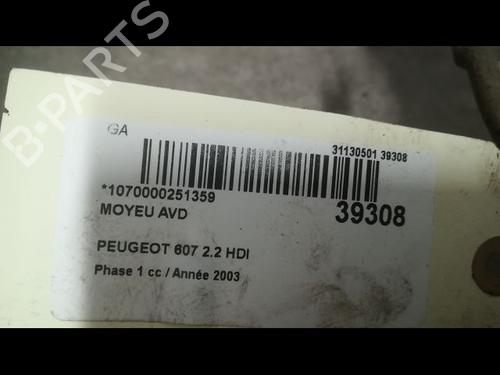 B-PARTS
GA
31130501 39308
*1070000251359
MOYEU AVD
39308
PEUGEOT 607 2.2 HDI
Phase 1 cc / Année 2003